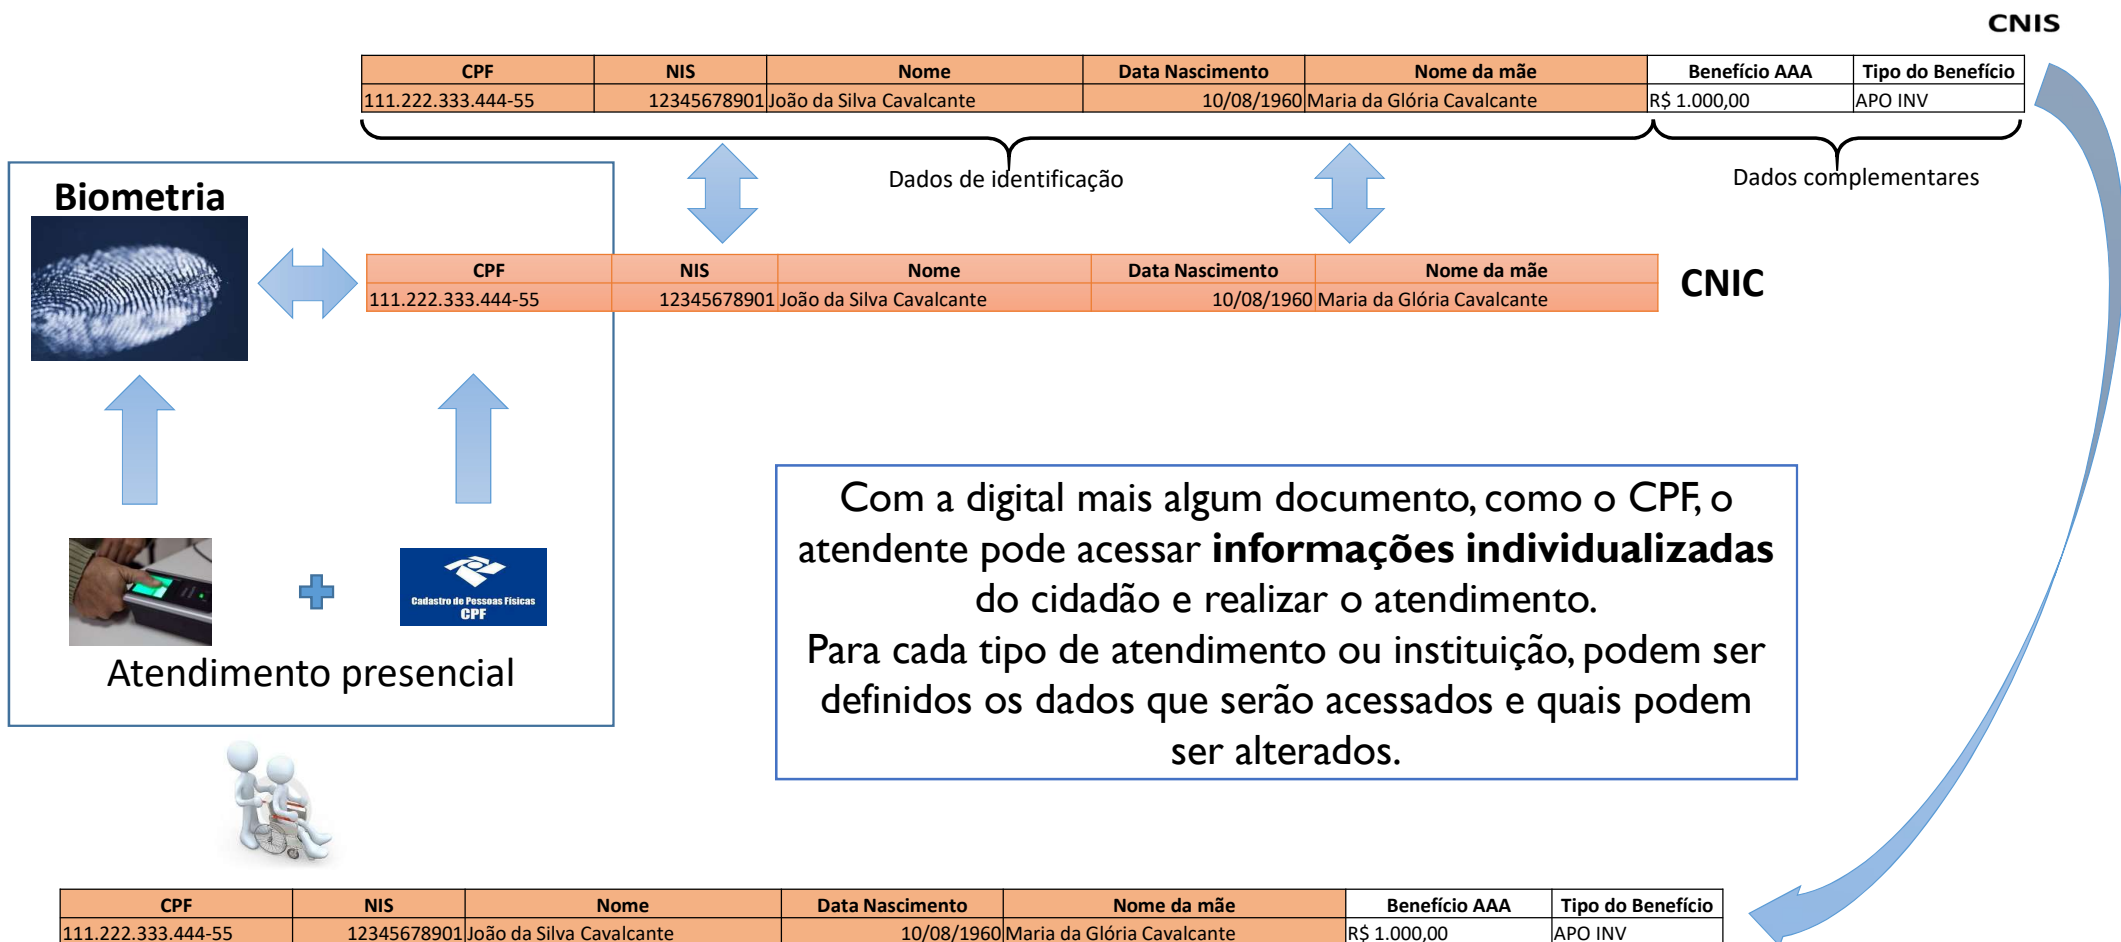 CNIS
CPF NIS Nome Data Nascimento Nome da mãe Benefício AAA Tipo do Benefício
111.222.333.444-55 12345678901 João da Silva Cavalcante 10/08/1960 Maria da Glória Cavalcante R$ 1.000,00 APO INV
Dados de identificação Dados complementares
Biometria
CPF NIS Nome Data Nascimento Nome da mãe
111.222.333.444-55 12345678901 João da Silva Cavalcante 10/08/1960 Maria da Glória Cavalcante
CNIC
Cadastro de Pessoas Físicas
CPF
Atendimento presencial
Com a digital mais algum documento, como o CPF, o
atendente pode acessar informações individualizadas
do cidadão e realizar o atendimento.
Para cada tipo de atendimento ou instituição, podem ser
definidos os dados que serão acessados e quais podem
ser alterados.
CPF NIS Nome Data Nascimento Nome da mãe Benefício AAA Tipo do Benefício
111.222.333.444-55 12345678901 João da Silva Cavalcante 10/08/1960 Maria da Glória Cavalcante R$ 1.000,00 APO INV